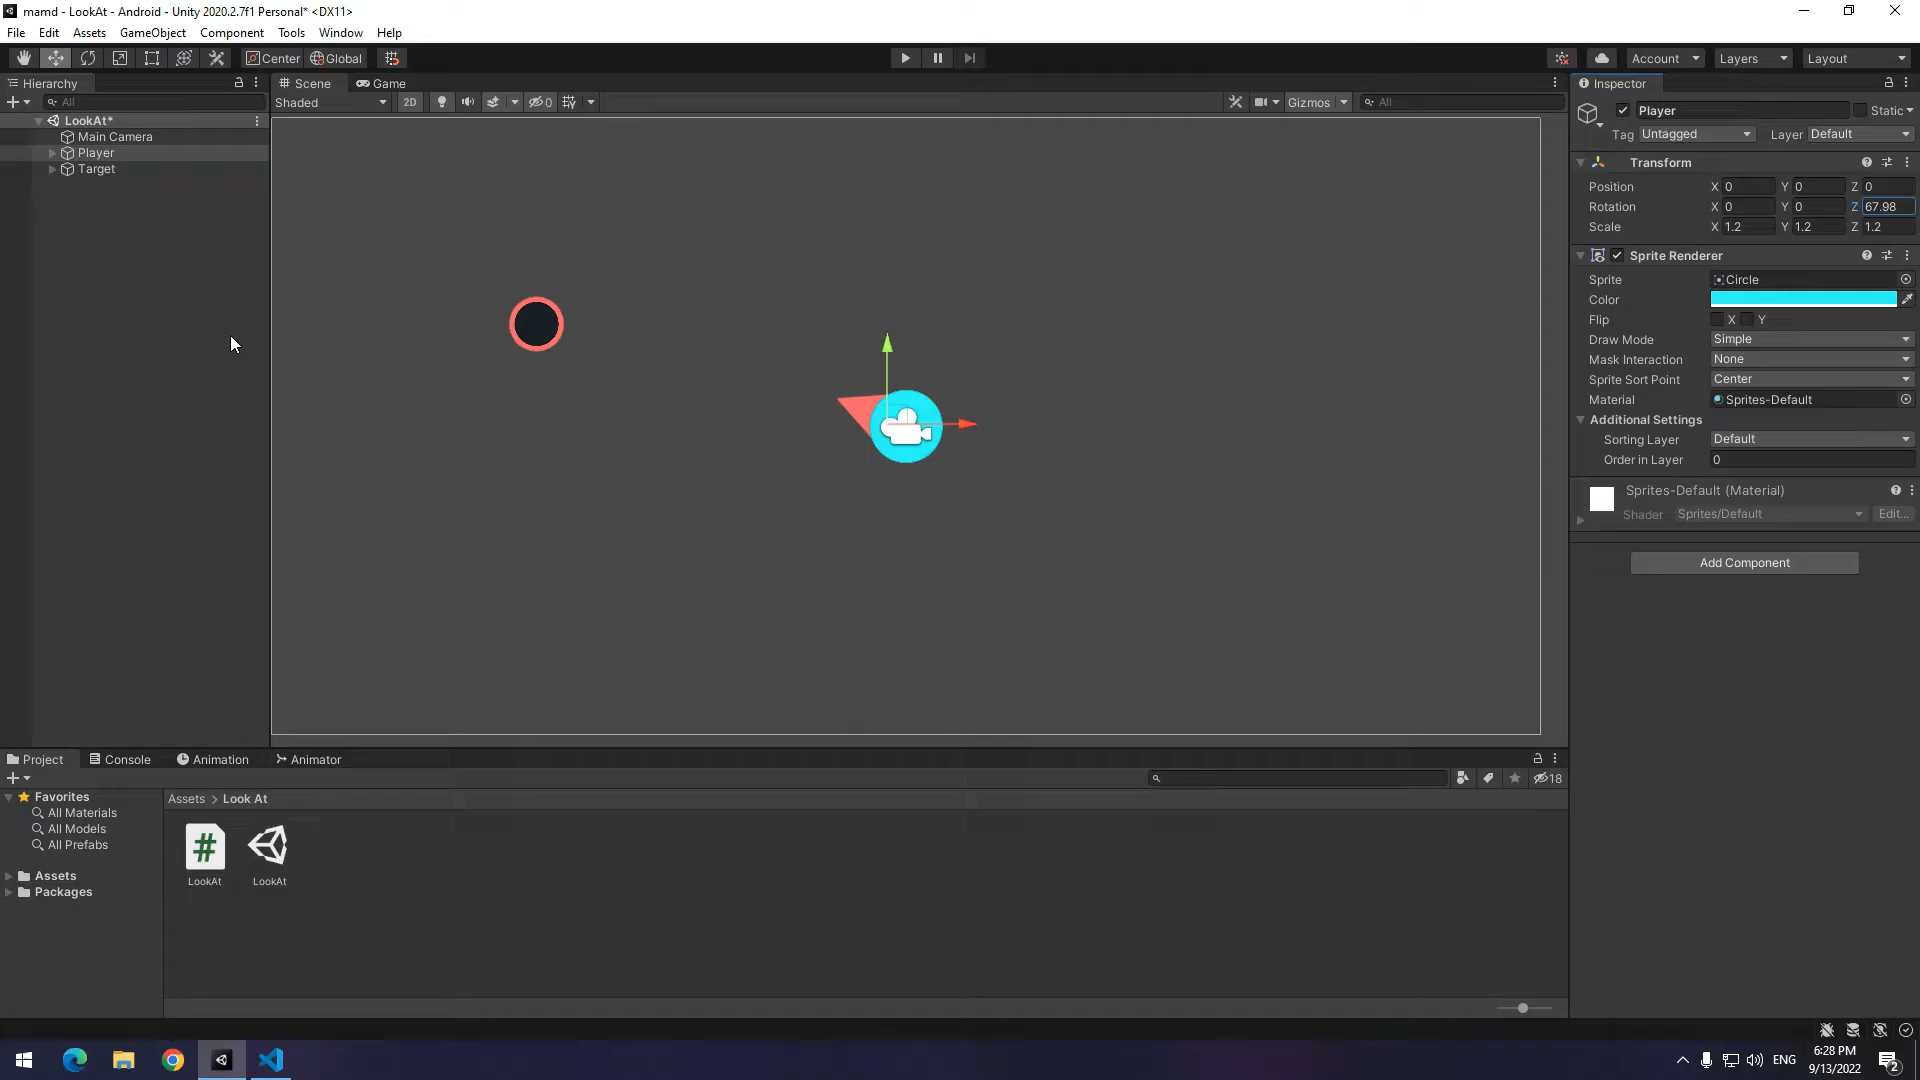 mamd - LookAt - Android - Unity 2020.2.7f1 Personal* <DX11>
File Edit Assets GameObject Component Tools Window Help
Center Global Account Layers Layout
Hierarchy
All
LookAt*
Main Camera
Player
Target
Scene Game
Shaded 2D 0 Gizmos All
Inspector
Player Static
Tag Untagged Layer Default
Transform
Position X 0 Y 0 Z 0
Rotation X 0 Y 0 Z 67.98
Scale X 1.2 Y 1.2 Z 1.2
Sprite Renderer
Sprite Circle
Color
Flip X Y
Draw Mode Simple
Mask Interaction None
Sprite Sort Point Center
Material Sprites-Default
Additional Settings
Sorting Layer Default
Order in Layer 0
Sprites-Default (Material)
Shader Sprites/Default Edit...
Add Component
Project Console Animation Animator
18
Favorites
All Materials
All Models
All Prefabs
Assets
Packages
Assets > Look At
LookAt LookAt
ENG
6:28 PM
9/13/2022
2